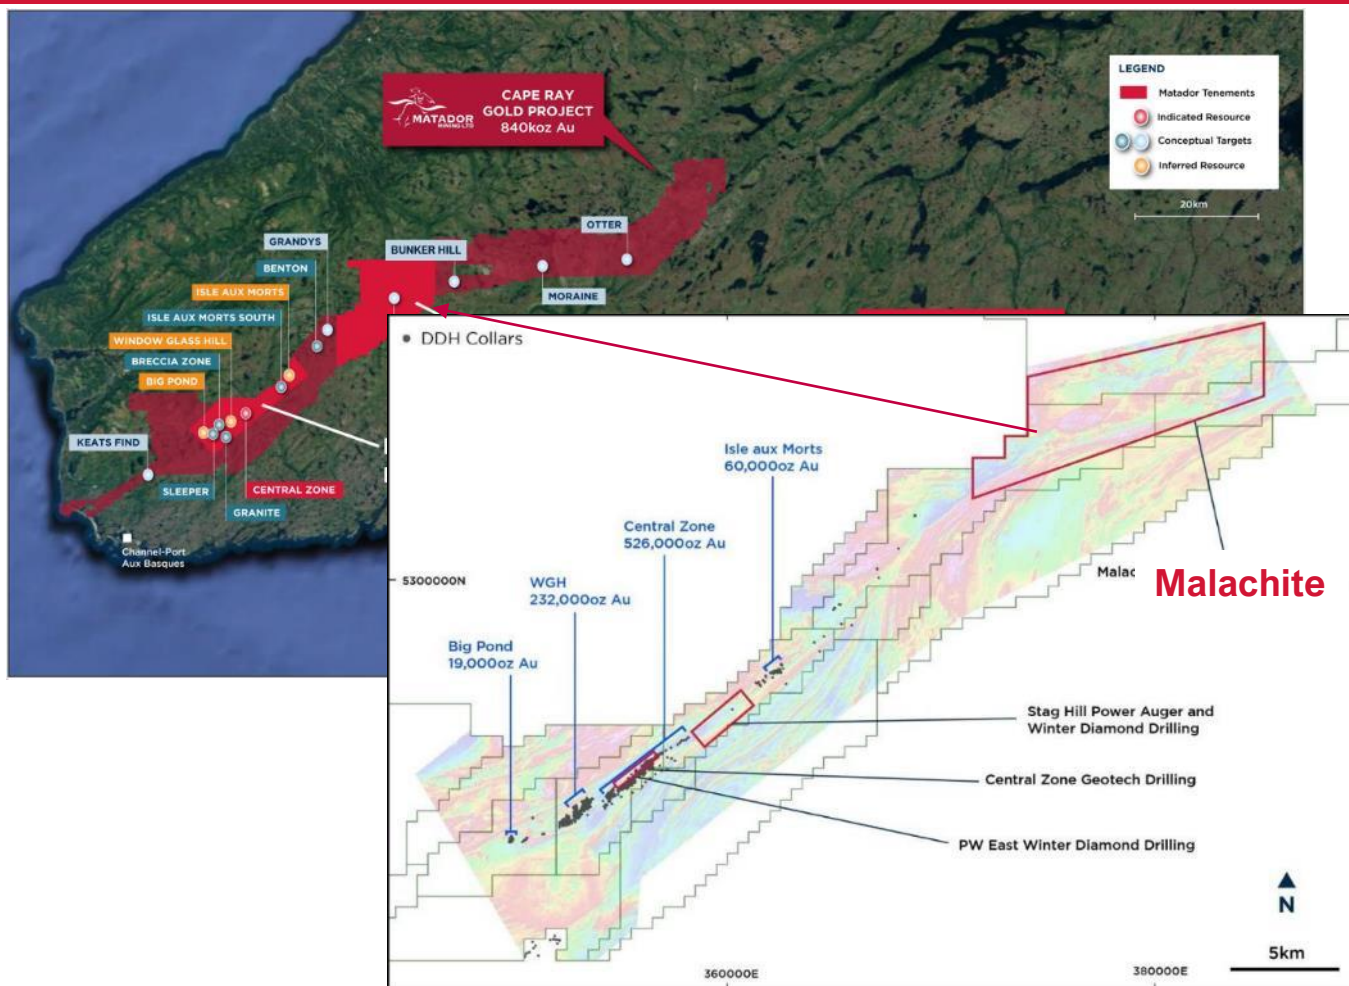 MATADOR
MINING LTD
CAPE RAY
GOLD PROJECT
840koz Au
LEGEND
Matador Tenements
Indicated Resource
Conceptual Targets
Inferred Resource
20km
OTTER
GRANDYS
BUNKER HILL
BENTON
ISLE AUX MORTS
MORAINE
ISLE AUX MORTS SOUTH
WINDOW GLASS HILL
BRECCIA ZONE
BIG POND
KEATS FIND
SLEEPER
CENTRAL ZONE
GRANITE
Channel-Port
Aux Basques
DDH Collars
Isle aux Morts
60,000oz Au
Central Zone
526,000oz Au
5300000N
WGH
232,000oz Au
Malachite
Big Pond
19,000oz Au
Stag Hill Power Auger and
Winter Diamond Drilling
Central Zone Geotech Drilling
PW East Winter Diamond Drilling
N
5km
360000E
380000E